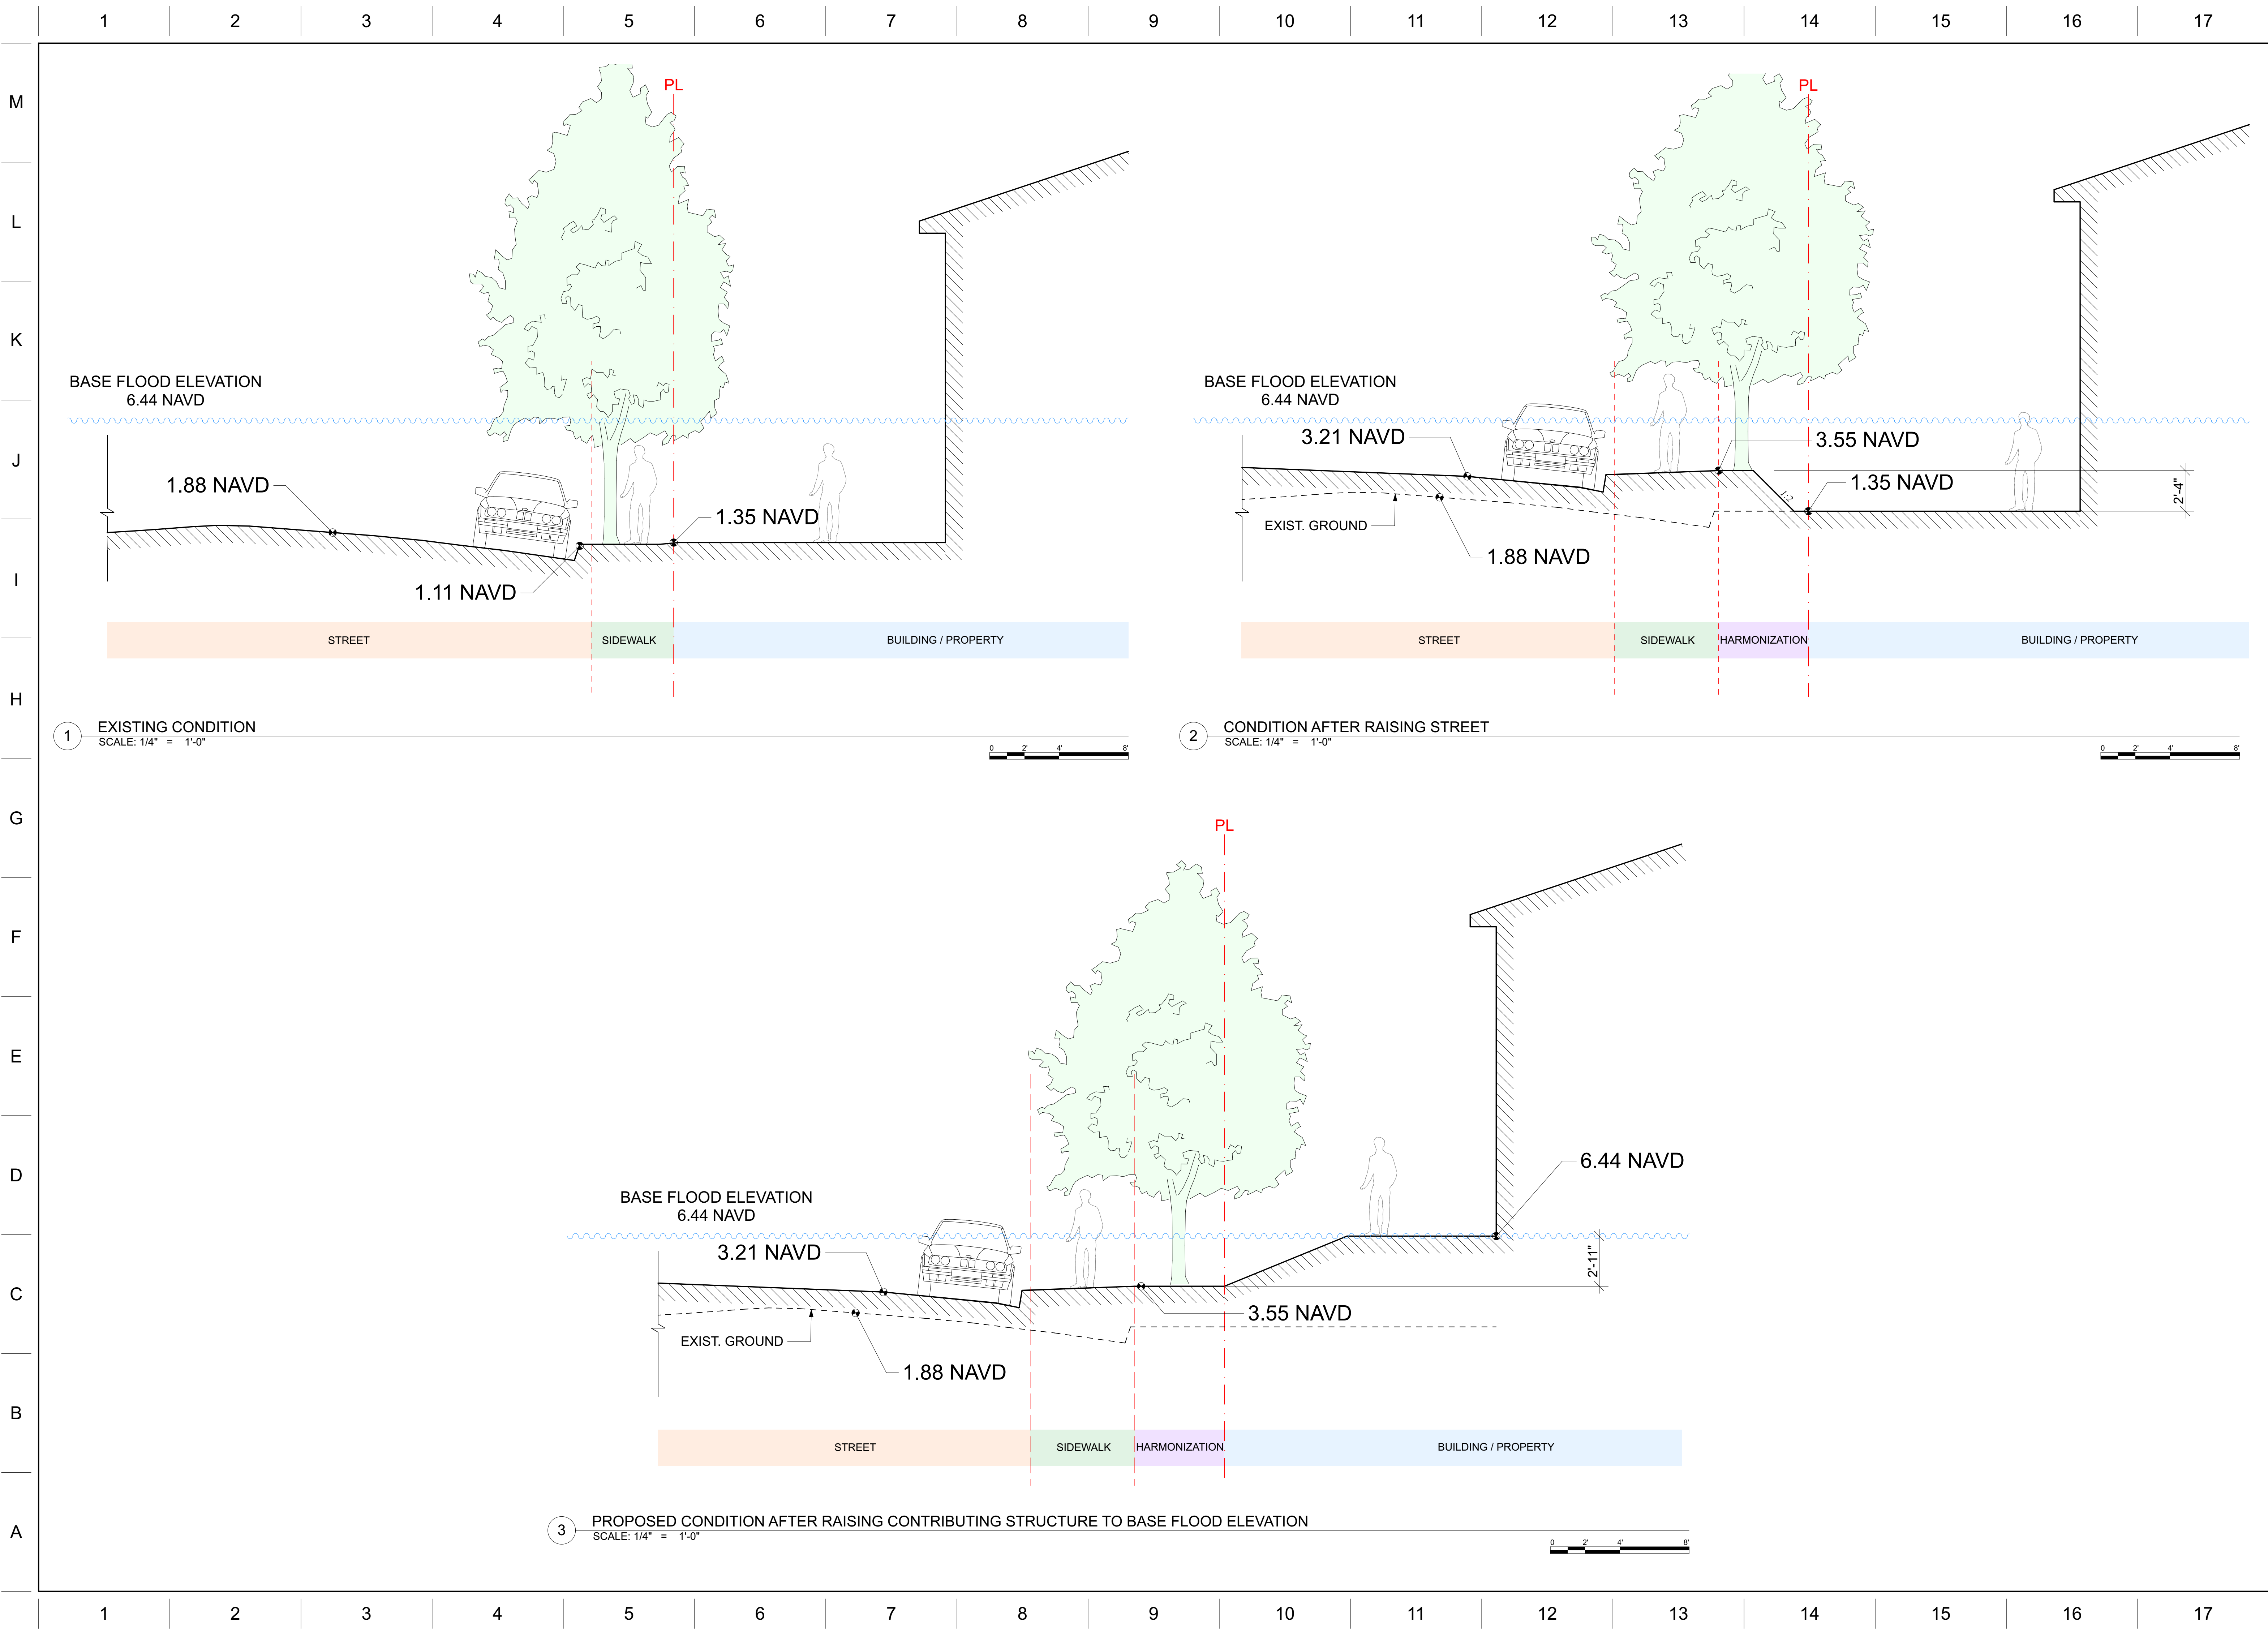 1 2 3 4 5 6 7 8 9 10 11 12 13 14 15 16 17
M
L
K
J
I
H
G
F
E
D
C
B
A
PL
BASE FLOOD ELEVATION
6.44 NAVD
1.88 NAVD
1.35 NAVD
1.11 NAVD
STREET
SIDEWALK
BUILDING / PROPERTY
1
EXISTING CONDITION
SCALE: 1/4" = 1'-0"
0 2' 4' 8'
PL
BASE FLOOD ELEVATION
6.44 NAVD
3.21 NAVD
3.55 NAVD
1.35 NAVD
1:2
2'-4"
EXIST. GROUND
1.88 NAVD
STREET
SIDEWALK
HARMONIZATION
BUILDING / PROPERTY
2
CONDITION AFTER RAISING STREET
SCALE: 1/4" = 1'-0"
0 2' 4' 8'
PL
6.44 NAVD
BASE FLOOD ELEVATION
6.44 NAVD
3.21 NAVD
2'-11"
3.55 NAVD
EXIST. GROUND
1.88 NAVD
STREET
SIDEWALK
HARMONIZATION
BUILDING / PROPERTY
3
PROPOSED CONDITION AFTER RAISING CONTRIBUTING STRUCTURE TO BASE FLOOD ELEVATION
SCALE: 1/4" = 1'-0"
0 2' 4' 8'
1 2 3 4 5 6 7 8 9 10 11 12 13 14 15 16 17